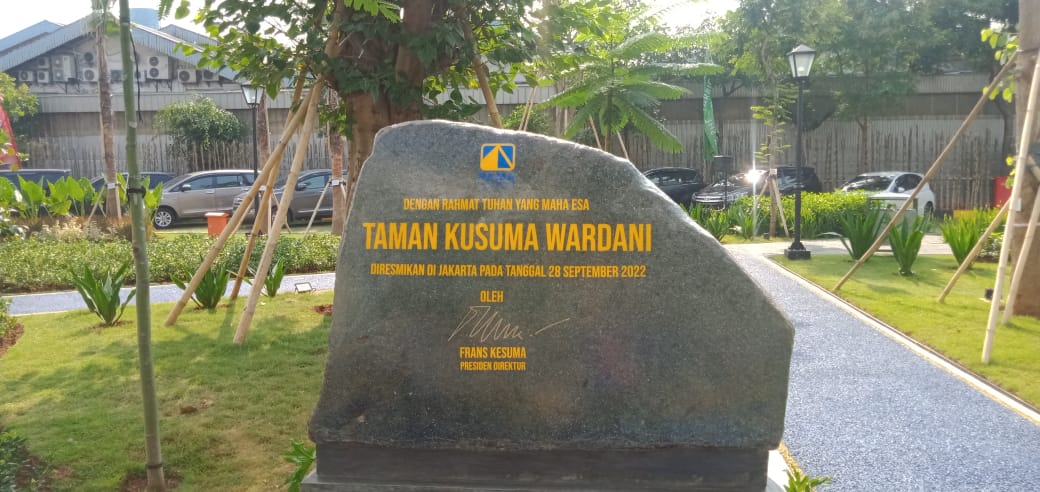 DENGAN RAHMAT TUHAN YANG MAHA ESA
TAMAN KUSUMA WARDANI
DIRESMIKAN DI JAKARTA PADA TANGGAL 28 SEPTEMBER 2022
OLEH
FRANS KESUMA
PRESIDEN DIREKTUR